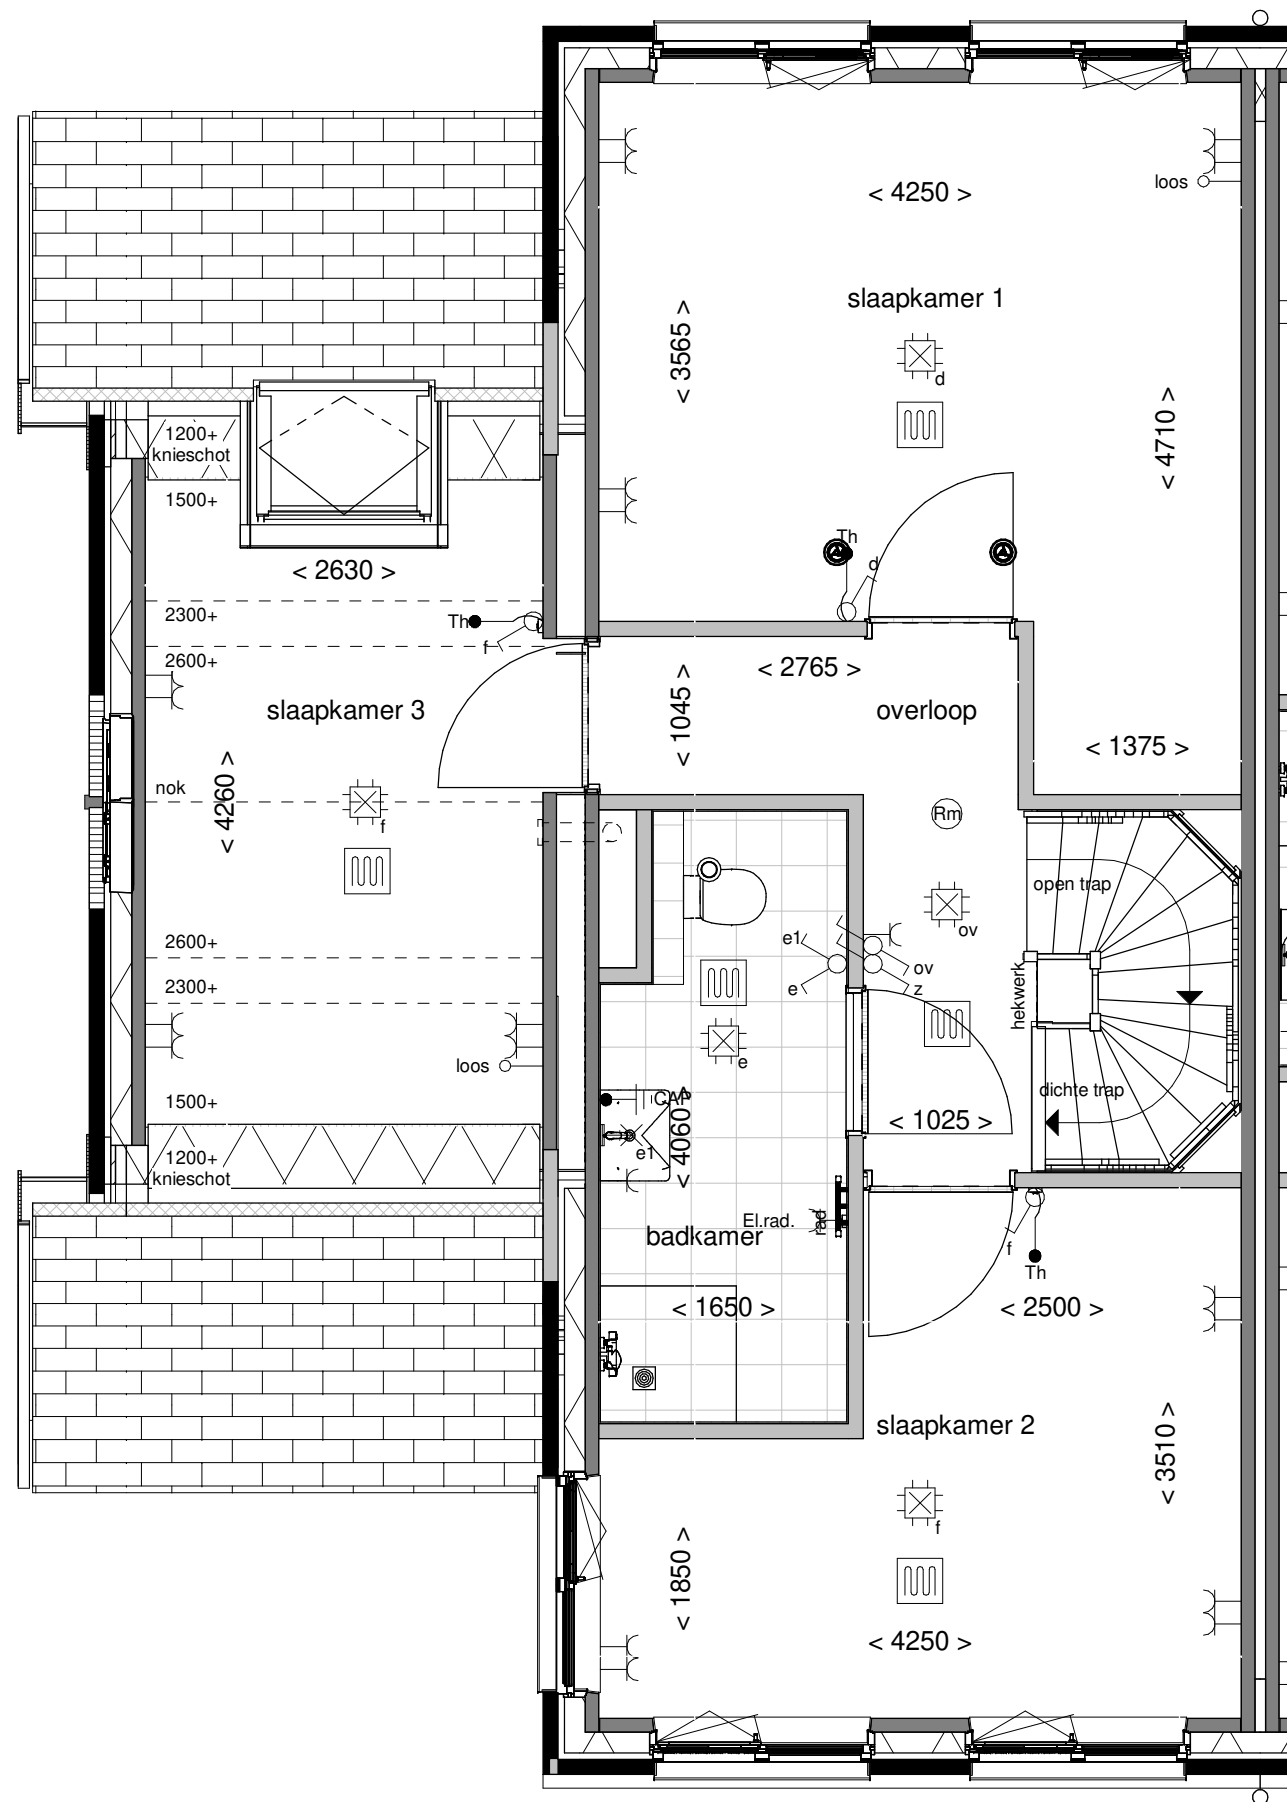 loos
< 4250 >
slaapkamer 1
< 3565 >
d
< 4710 >
1200+
knieschot
1500+
Th
d
< 2630 >
2300+
Th
f
2600+
< 2765 >
< 1045 >
slaapkamer 3
overloop
< 1375 >
nok
< 4260 >
f
Rm
open trap
ov
e1
2600+
ov
e
z
2300+
hekwerk
e
loos
CAP
dichte trap
1500+
< 1025 >
< 4060 >
e1
1200+
knieschot
El.rad.
rad
badkamer
f
Th
< 1650 >
< 2500 >
slaapkamer 2
< 3510 >
f
< 1850 >
< 4250 >